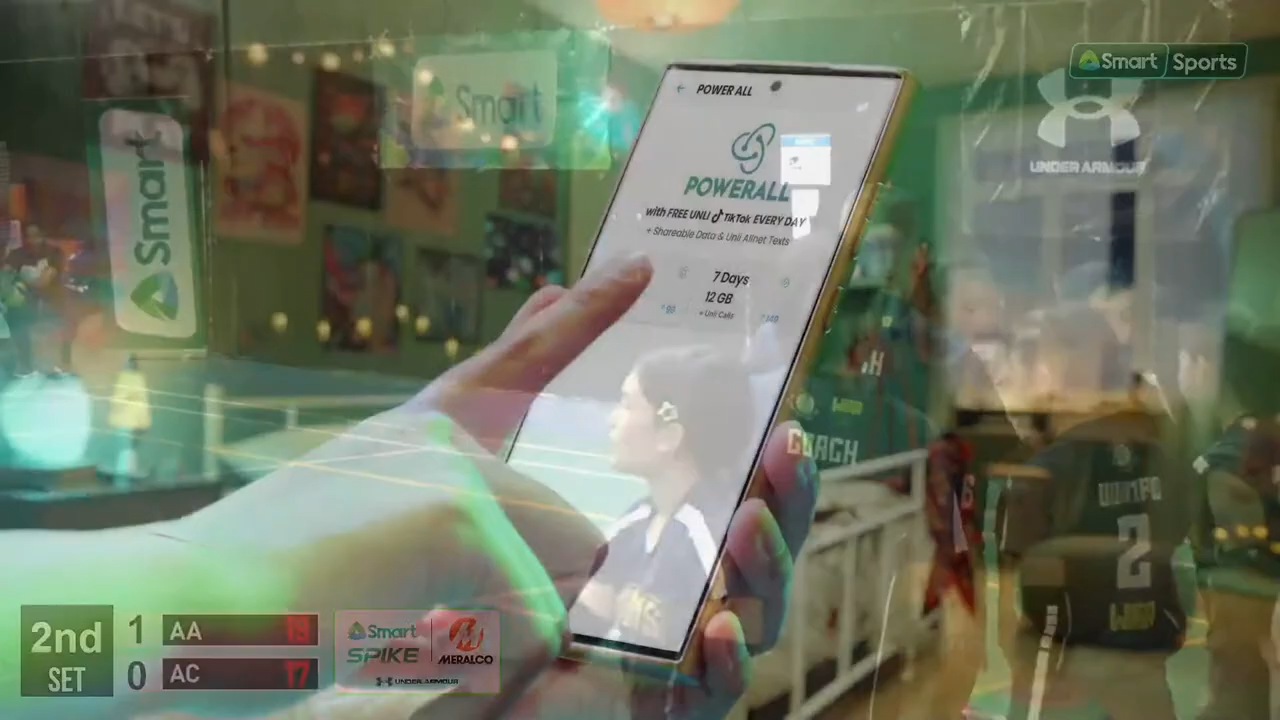 Smart Sports
UNDER ARMOUR
Smart
Smart
POWER ALL
POWERALL
with FREE UNLI TikTok EVERY DAY
+ Shareable Data & Unli Allnet Texts
7 Days
12 GB
+ Unli Calls
COACH
2
2nd
SET
1 AA 19
0 AC 17
Smart
SPIKE
MERALCO
UNDER ARMOUR